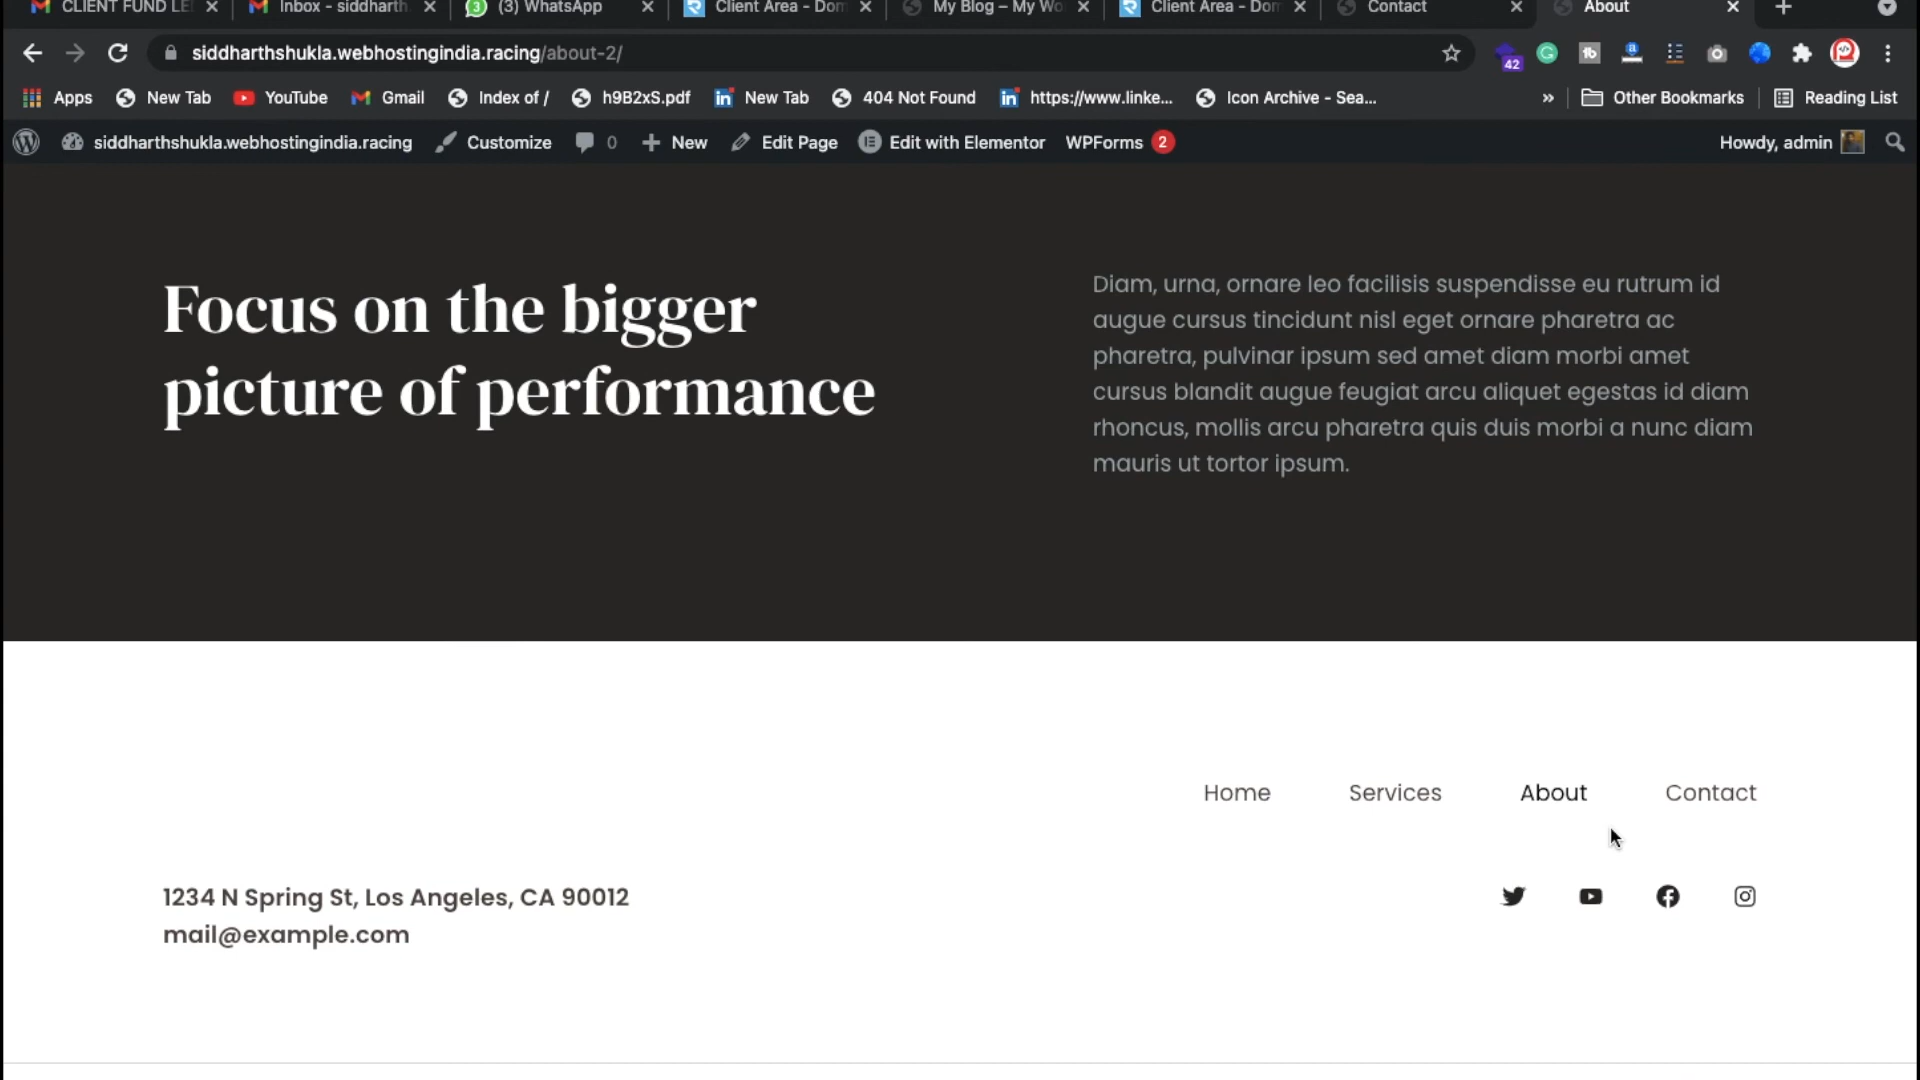 CLIENT FUND LE
Inbox - siddharth
(3) WhatsApp
Client Area - Dom
My Blog – My Wo
Client Area - Dom
Contact
About
siddharthshukla.webhostingindia.racing/about-2/
42
Apps
New Tab
YouTube
Gmail
Index of /
h9B2xS.pdf
New Tab
404 Not Found
https://www.linke...
Icon Archive - Sea...
»
Other Bookmarks
Reading List
siddharthshukla.webhostingindia.racing
Customize
0
New
Edit Page
Edit with Elementor
WPForms 2
Howdy, admin
Focus on the bigger
picture of performance
Diam, urna, ornare leo facilisis suspendisse eu rutrum id
augue cursus tincidunt nisl eget ornare pharetra ac
pharetra, pulvinar ipsum sed amet diam morbi amet
cursus blandit augue feugiat arcu aliquet egestas id diam
rhoncus, mollis arcu pharetra quis duis morbi a nunc diam
mauris ut tortor ipsum.
Home
Services
About
Contact
1234 N Spring St, Los Angeles, CA 90012
mail@example.com